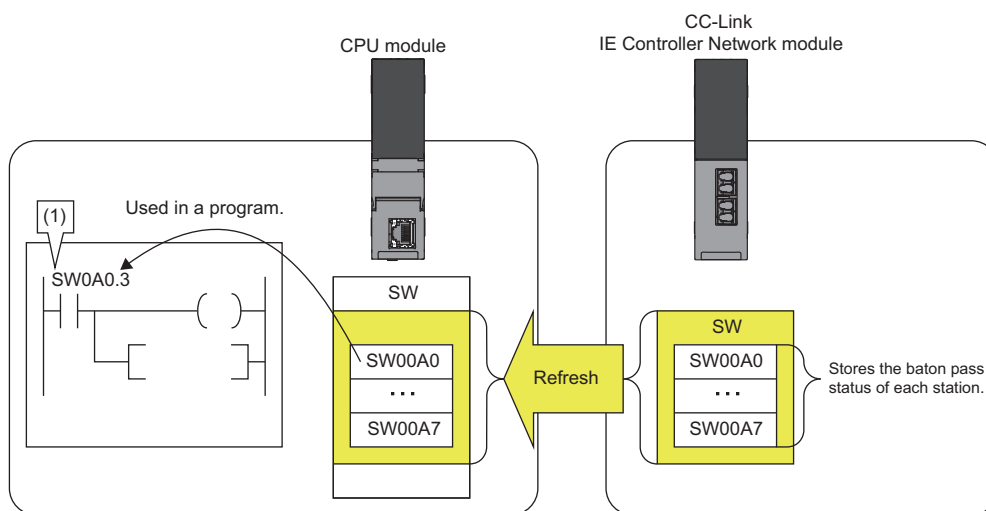 CC-Link
IE Controller Network module
CPU module
(1)
Used in a program.
SW0A0.3
SW
SW00A0
...
SW00A7
Refresh
SW
SW00A0
...
SW00A7
Stores the baton pass
status of each station.